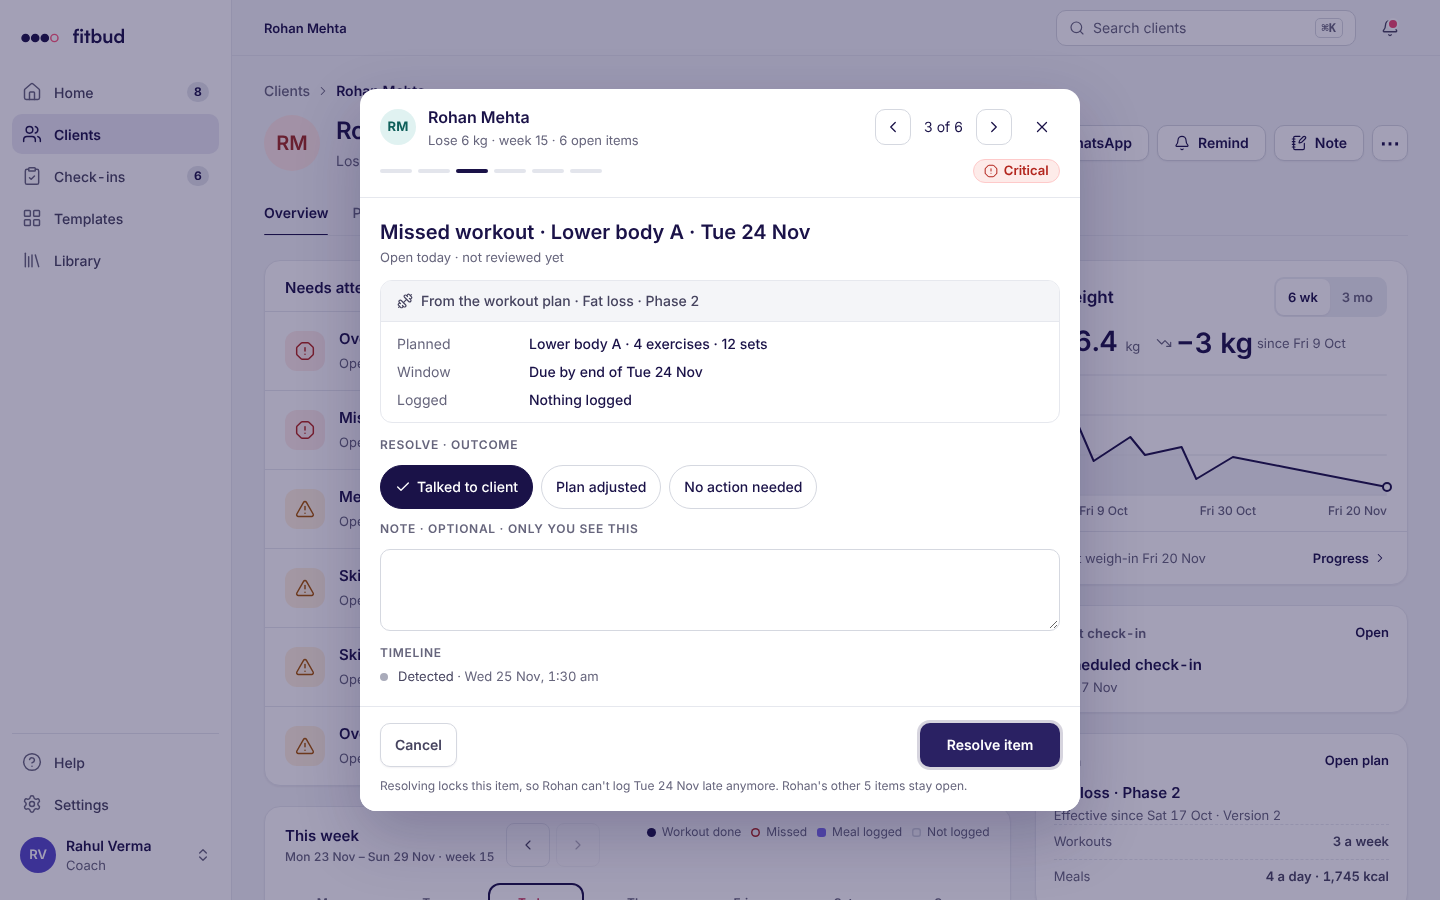 fitbud
Rohan Mehta
Search clients
⌘K
Home
8
Clients
Check-ins
6
Templates
Library
Help
Settings
RV
Rahul Verma
Coach
Clients
RM
WhatsApp
Remind
Note
Overview
RM
Rohan Mehta
Lose 6 kg · week 15 · 6 open items
3 of 6
Critical
Missed workout · Lower body A · Tue 24 Nov
Open today · not reviewed yet
From the workout plan · Fat loss · Phase 2
Planned Lower body A · 4 exercises · 12 sets
Window Due by end of Tue 24 Nov
Logged Nothing logged
RESOLVE · OUTCOME
Talked to client
Plan adjusted
No action needed
NOTE · OPTIONAL · ONLY YOU SEE THIS
TIMELINE
Detected · Wed 25 Nov, 1:30 am
Cancel
Resolve item
Resolving locks this item, so Rohan can't log Tue 24 Nov late anymore. Rohan's other 5 items stay open.
6 wk
3 mo
kg
−3 kg since Fri 9 Oct
Fri 9 Oct
Fri 30 Oct
Fri 20 Nov
weigh-in Fri 20 Nov
Progress
check-in
Open
7 Nov
Open plan
loss · Phase 2
Effective since Sat 17 Oct · Version 2
Workouts 3 a week
Meals 4 a day · 1,745 kcal
This week
Mon 23 Nov – Sun 29 Nov · week 15
Workout done
Missed
Meal logged
Not logged